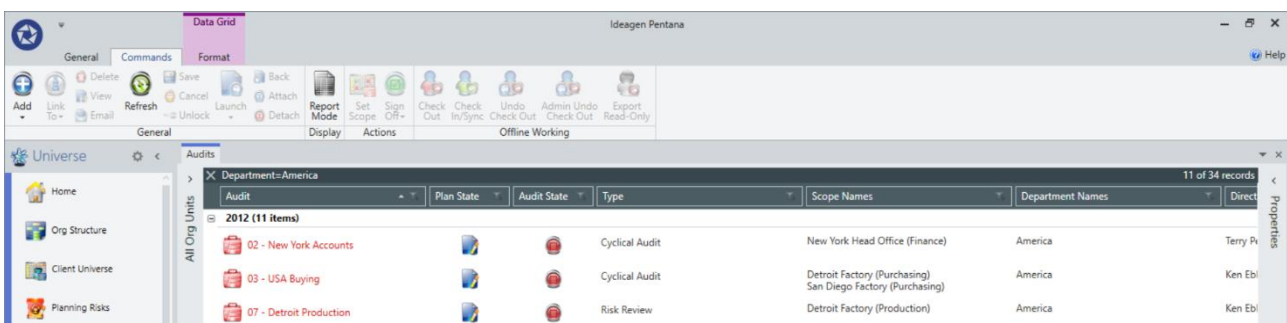 Data Grid
Ideagen Pentana
General Commands Format
Help
Add
Link To
Delete
View
Email
Refresh
Save
Cancel
Unlock
Launch
Back
Attach
Detach
Report Mode
Set Scope
Sign Off
Check Out
Check In/Sync
Undo Check Out
Admin Undo Check Out
Export Read-Only
General Display Actions Offline Working
Universe
Home
Org Structure
Client Universe
Planning Risks
Audits
All Org Units
Department=America 11 of 34 records
Audit Plan State Audit State Type Scope Names Department Names Direct
2012 (11 items)
02 - New York Accounts Cyclical Audit New York Head Office (Finance) America Terry
03 - USA Buying Cyclical Audit Detroit Factory (Purchasing) America Ken
San Diego Factory (Purchasing)
07 - Detroit Production Risk Review Detroit Factory (Production) America Ken
Properties